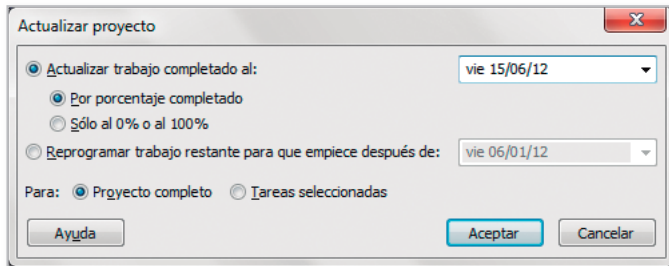 Actualizar proyecto
Actualizar trabajo completado al: vie 15/06/12
Por porcentaje completado
Sólo al 0% o al 100%
Reprogramar trabajo restante para que empiece después de: vie 06/01/12
Para: Proyecto completo Tareas seleccionadas
Ayuda Aceptar Cancelar